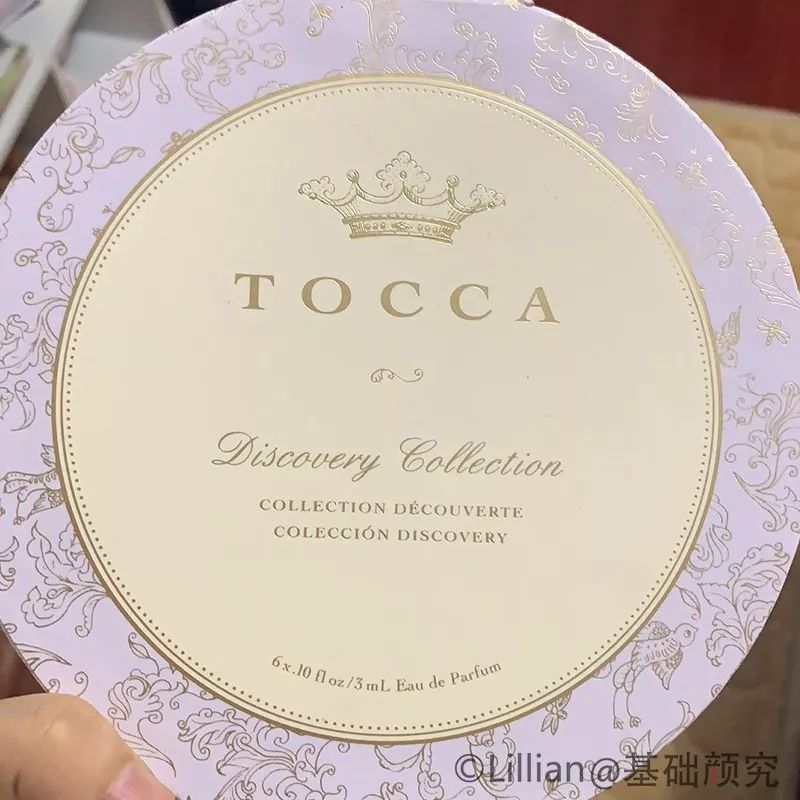 TOCCA
Discovery Collection
COLLECTION DÉCOUVERTE
COLECCIÓN DISCOVERY
6 x .10 fl oz/3 mL Eau de Parfum
©Lillian@基础颜究